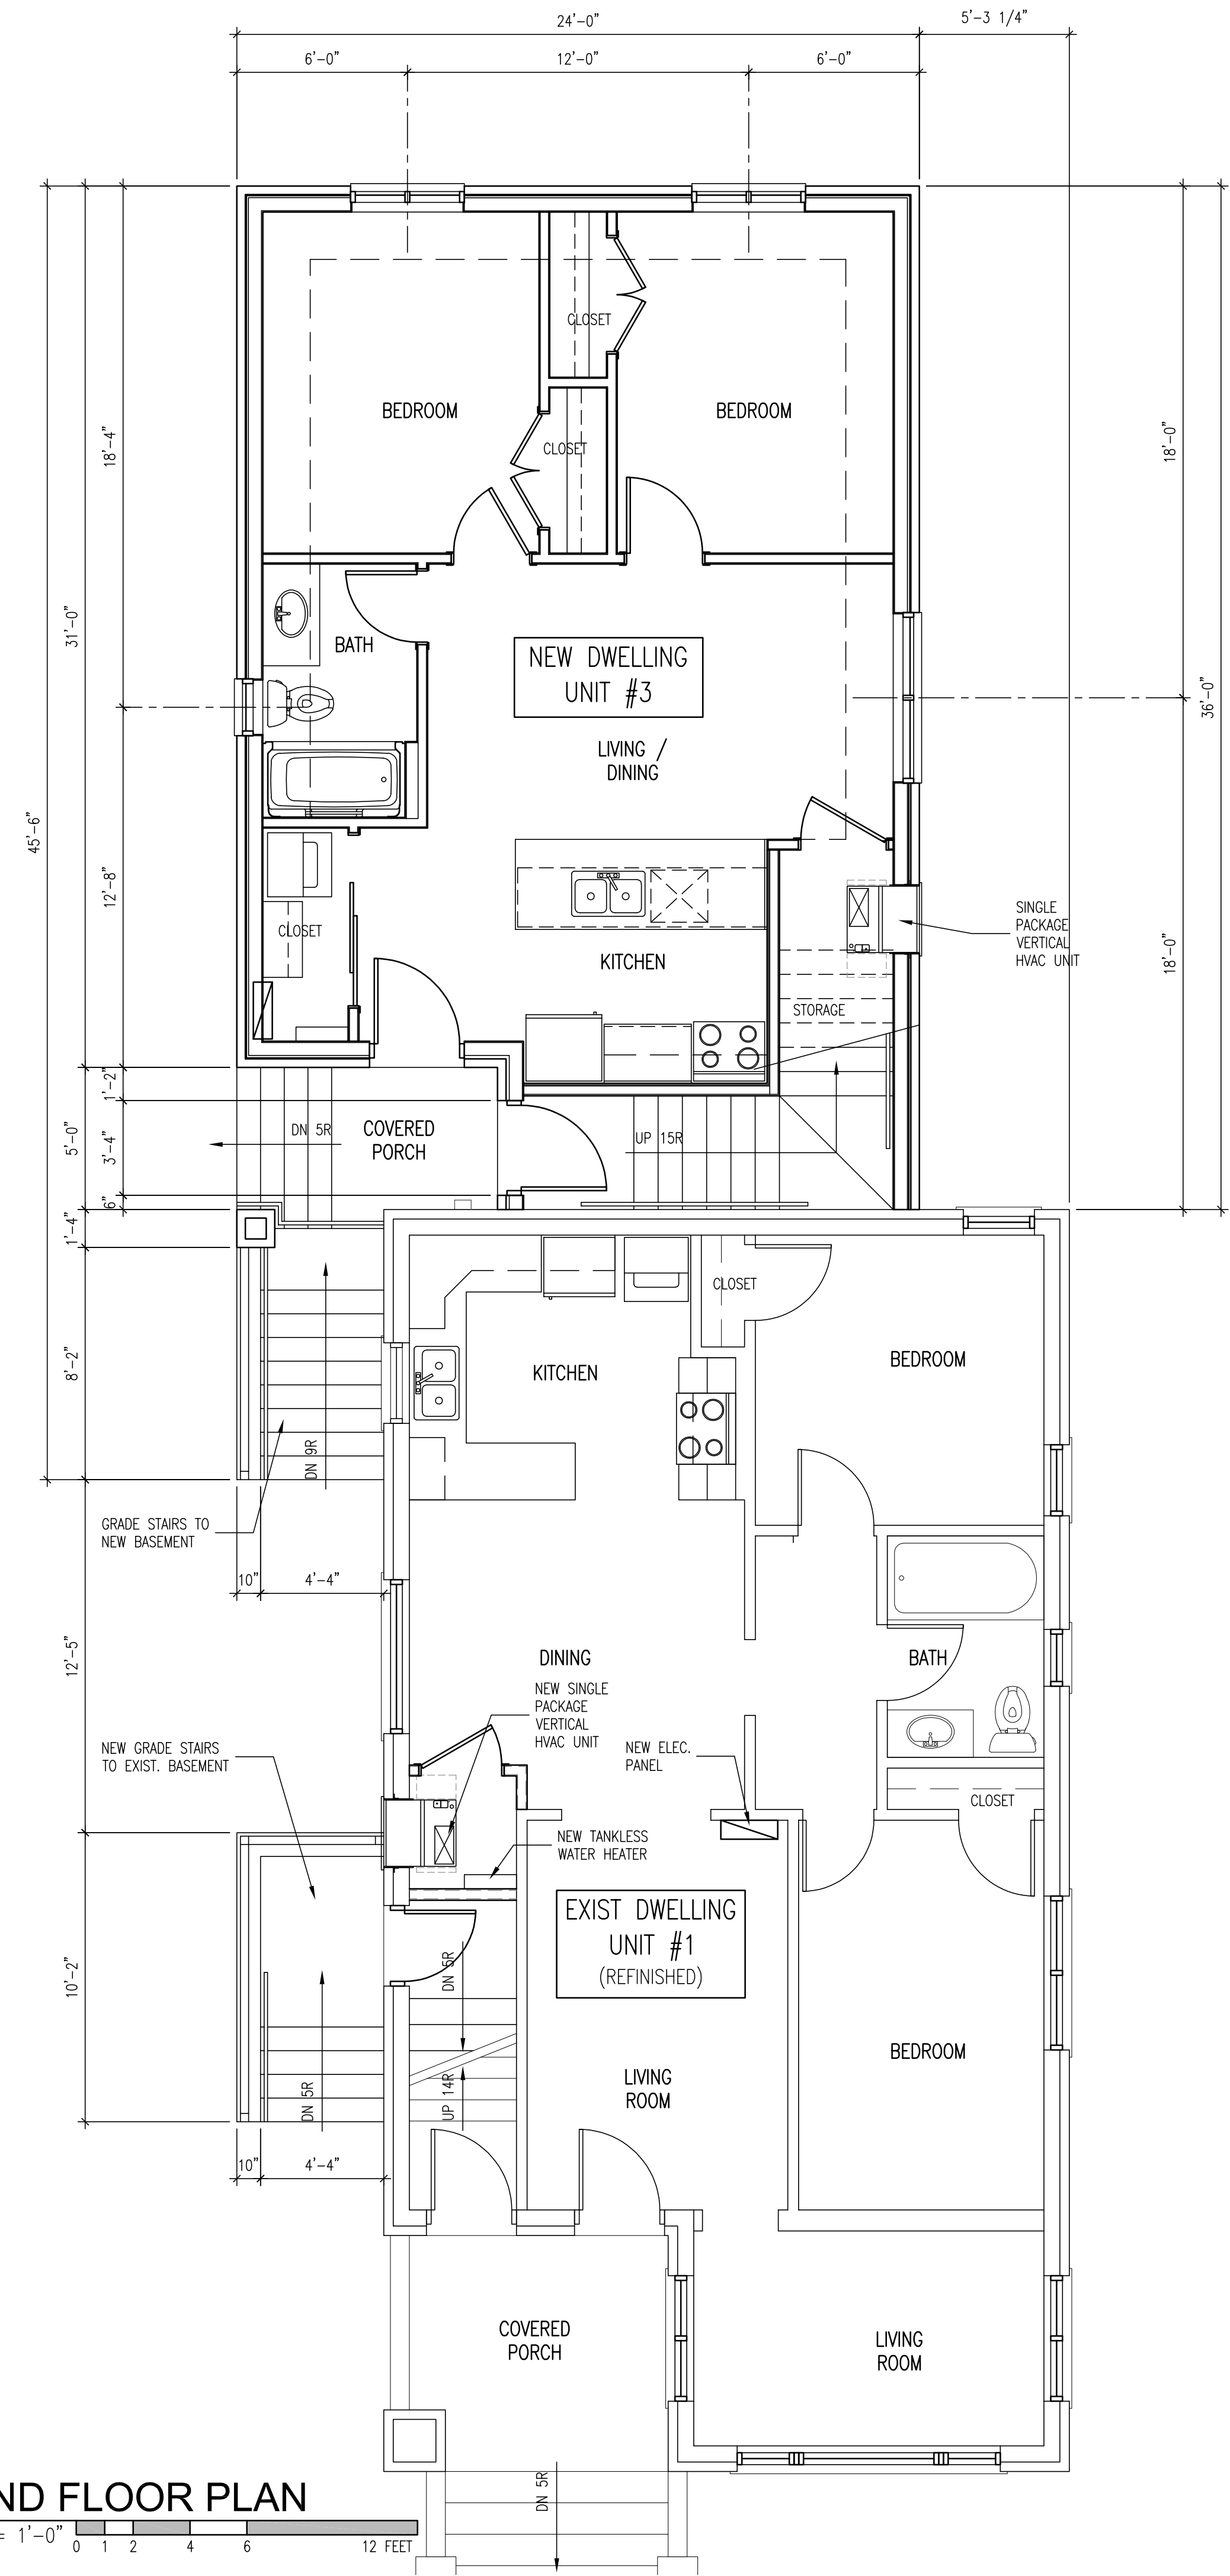 24'-0"
5'-3 1/4"
6'-0"
12'-0"
6'-0"
CLOSET
BEDROOM
BEDROOM
CLOSET
18'-4"
18'-0"
31'-0"
BATH
NEW DWELLING
UNIT #3
36'-0"
LIVING /
DINING
45'-6"
12'-8"
CLOSET
KITCHEN
SINGLE
PACKAGE
VERTICAL
HVAC UNIT
18'-0"
STORAGE
1'-2"
5'-0"
3'-4"
6"
DN 5R
COVERED
PORCH
UP 15R
1'-4"
CLOSET
8'-2"
KITCHEN
BEDROOM
DN 9R
GRADE STAIRS TO
NEW BASEMENT
10"
4'-4"
12'-5"
DINING
BATH
NEW SINGLE
PACKAGE
VERTICAL
HVAC UNIT
NEW GRADE STAIRS
TO EXIST. BASEMENT
NEW ELEC.
PANEL
CLOSET
NEW TANKLESS
WATER HEATER
EXIST DWELLING
UNIT #1
(REFINISHED)
10'-2"
DN 5R
BEDROOM
LIVING
ROOM
DN 5R
UP 14R
10"
4'-4"
COVERED
PORCH
LIVING
ROOM
DN 5R
ND FLOOR PLAN
= 1'-0"
0 1 2 4 6 12 FEET